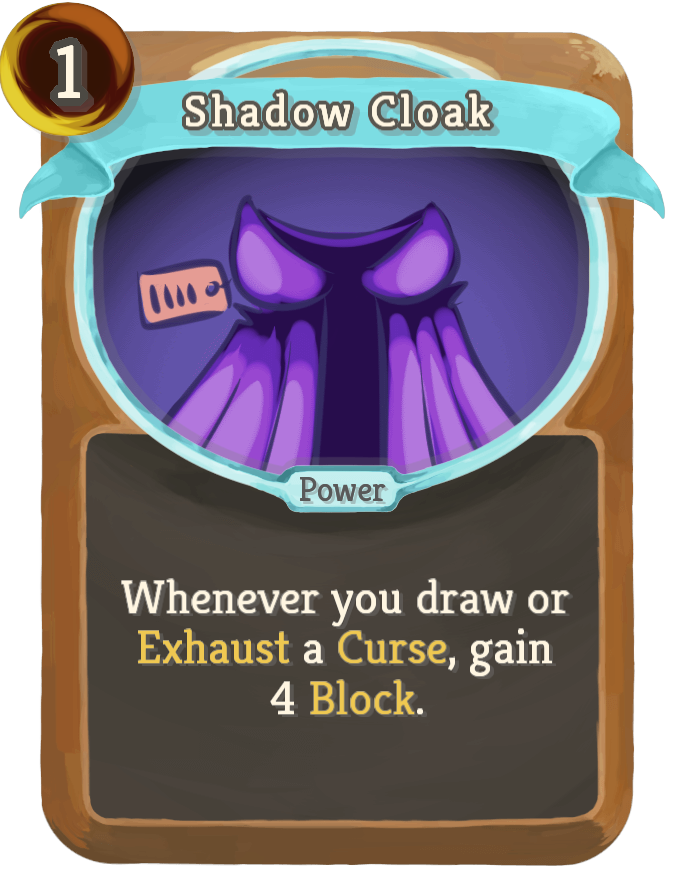 1
Shadow Cloak
Power
Whenever you draw or
Exhaust a Curse, gain
4 Block.